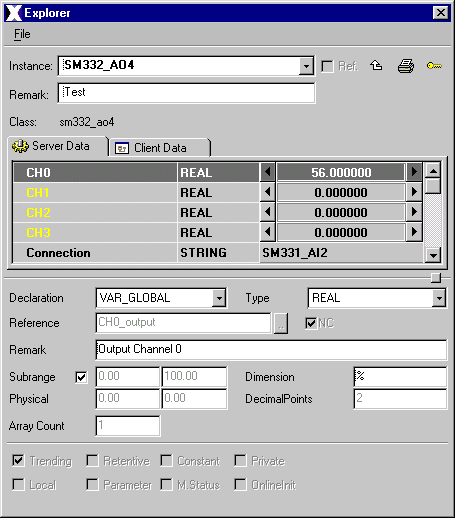 Explorer
File
Instance: SM332_AO4 Ref.
Remark: Test
Class: sm332_ao4
Server Data Client Data
CH0 REAL 56.000000
CH1 REAL 0.000000
CH2 REAL 0.000000
CH3 REAL 0.000000
Connection STRING SM331_AI2
Declaration VAR_GLOBAL Type REAL
Reference CH0_output .. NC
Remark Output Channel 0
Subrange 0.00 100.00 Dimension %
Physical 0.00 0.00 DecimalPoints 2
Array Count 1
Trending Retentive Constant Private
Local Parameter M.Status OnlineInit